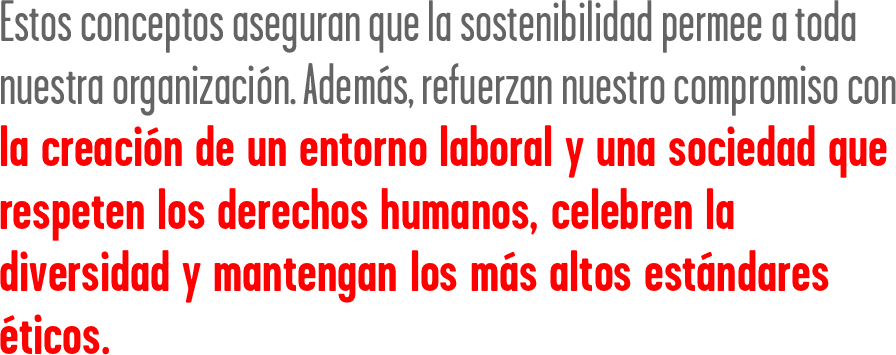 Estos conceptos aseguran que la sostenibilidad permee a toda
nuestra organización. Además, refuerzan nuestro compromiso con
la creación de un entorno laboral y una sociedad que
respeten los derechos humanos, celebren la
diversidad y mantengan los más altos estándares
éticos.